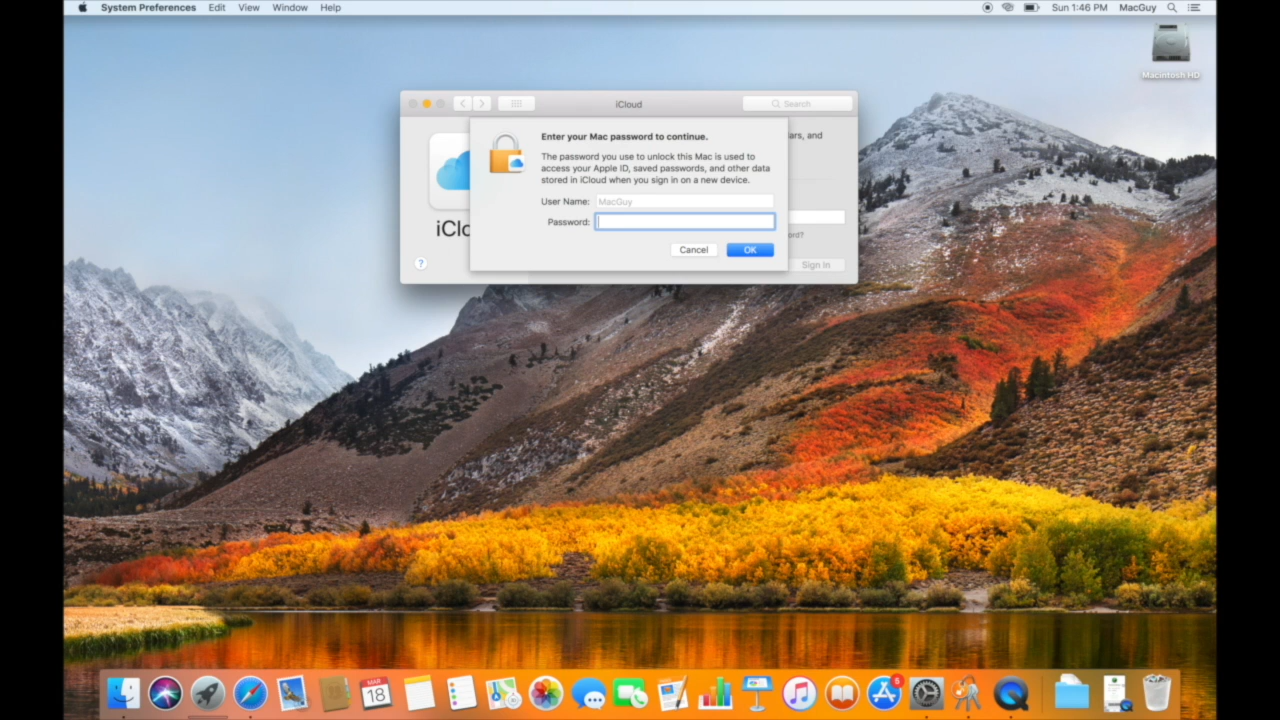 System Preferences Edit View Window Help
Sun 1:46 PM MacGuy
Macintosh HD
iCloud
Search
Enter your Mac password to continue.
The password you use to unlock this Mac is used to
access your Apple ID, saved passwords, and other data
stored in iCloud when you sign in on a new device.
User Name: MacGuy
Password:
Cancel OK
Sign In
?
MAR
18
5